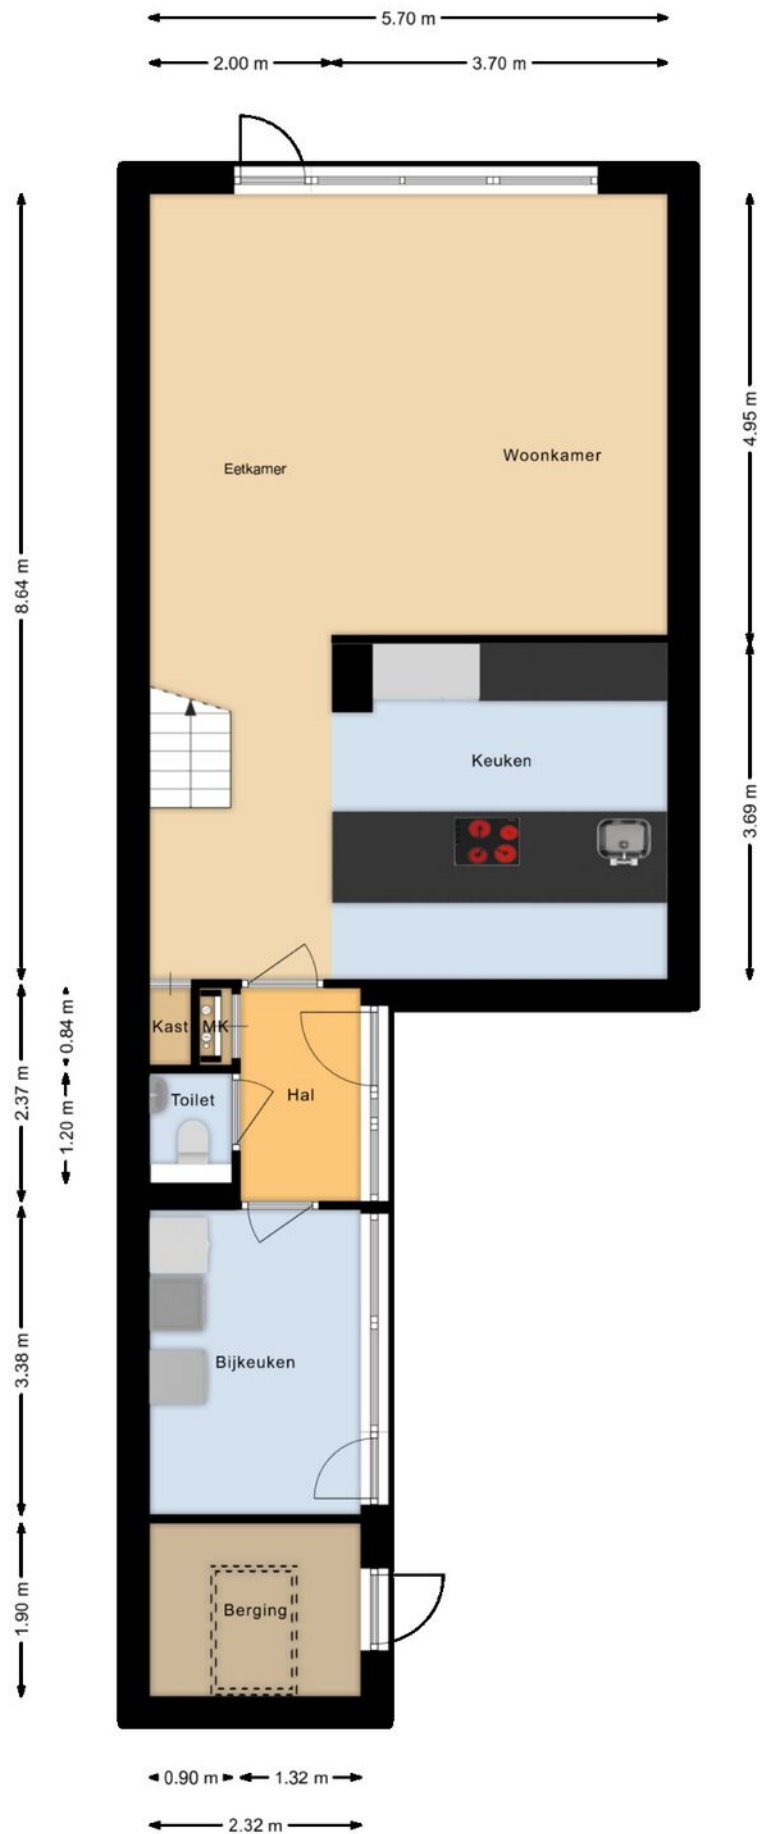 5.70 m
2.00 m
3.70 m
4.95 m
8.64 m
Woonkamer
Eetkamer
Keuken
3.69 m
Kast
MK
0.84 m
2.37 m
Toilet
Hal
1.20 m
Bijkeuken
3.38 m
Berging
1.90 m
0.90 m
1.32 m
2.32 m